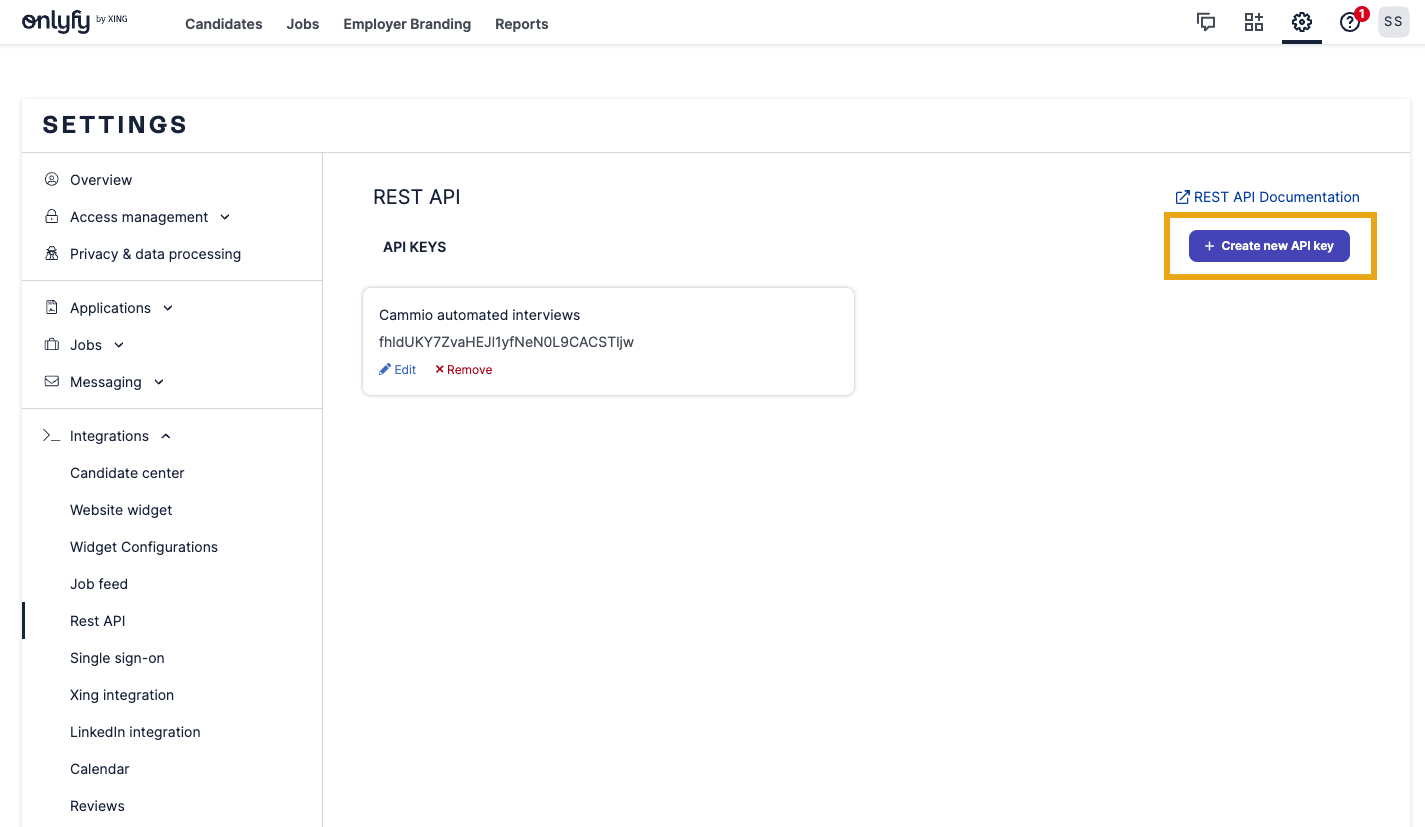 onlyfy by XING
Candidates
Jobs
Employer Branding
Reports
1
SS
SETTINGS
Overview
Access management
Privacy & data processing
Applications
Jobs
Messaging
Integrations
Candidate center
Website widget
Widget Configurations
Job feed
Rest API
Single sign-on
Xing integration
LinkedIn integration
Calendar
Reviews
REST API
REST API Documentation
API KEYS
+ Create new API key
Cammio automated interviews
Edit
Remove